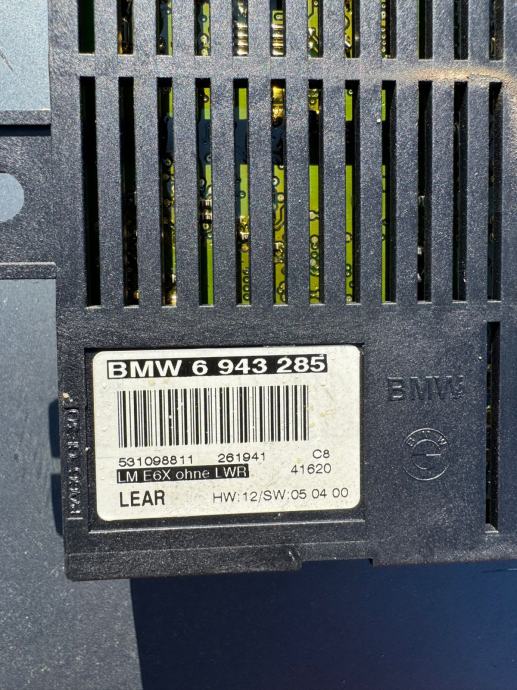 BMW 6 943 285
531098811 261941 C8
LM E6X ohne LWR 41620
LEAR HW:12/SW:05 04 00
BMW
BMW